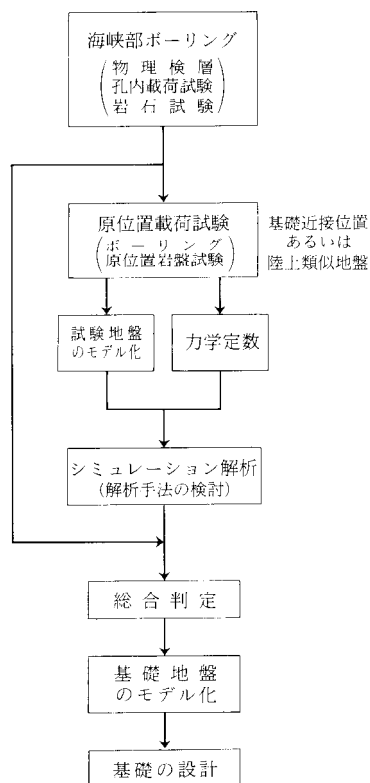 海峡部ボーリング
物理検層
孔内載荷試験
岩石試験
原位置載荷試験
ボーリング
原位置岩盤試験
基礎近接位置
あるいは
陸上類似地盤
試験地盤
のモデル化
力学定数
シミュレーション解析
(解析手法の検討)
総合判定
基礎地盤
のモデル化
基礎の設計